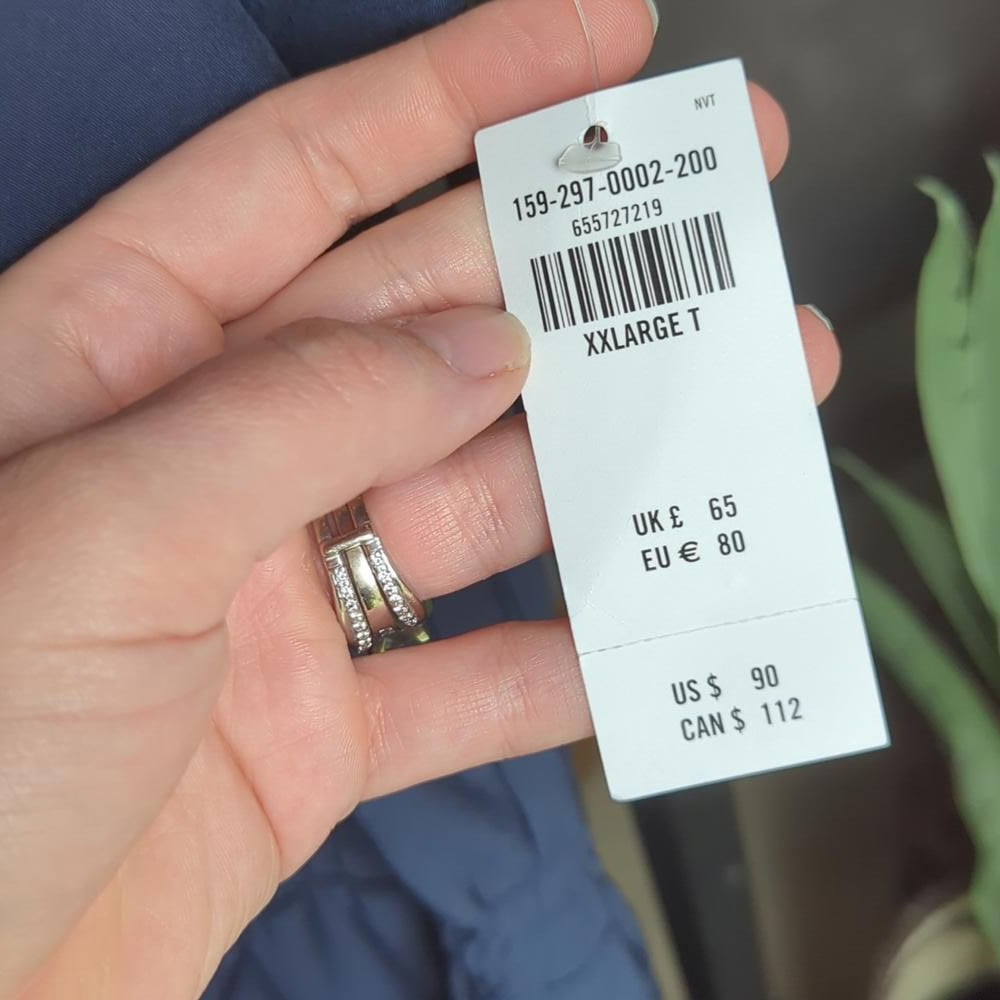 NVT
159-297-0002-200
655727219
XXLARGE T
UK £ 65
EU € 80
US $ 90
CAN $ 112